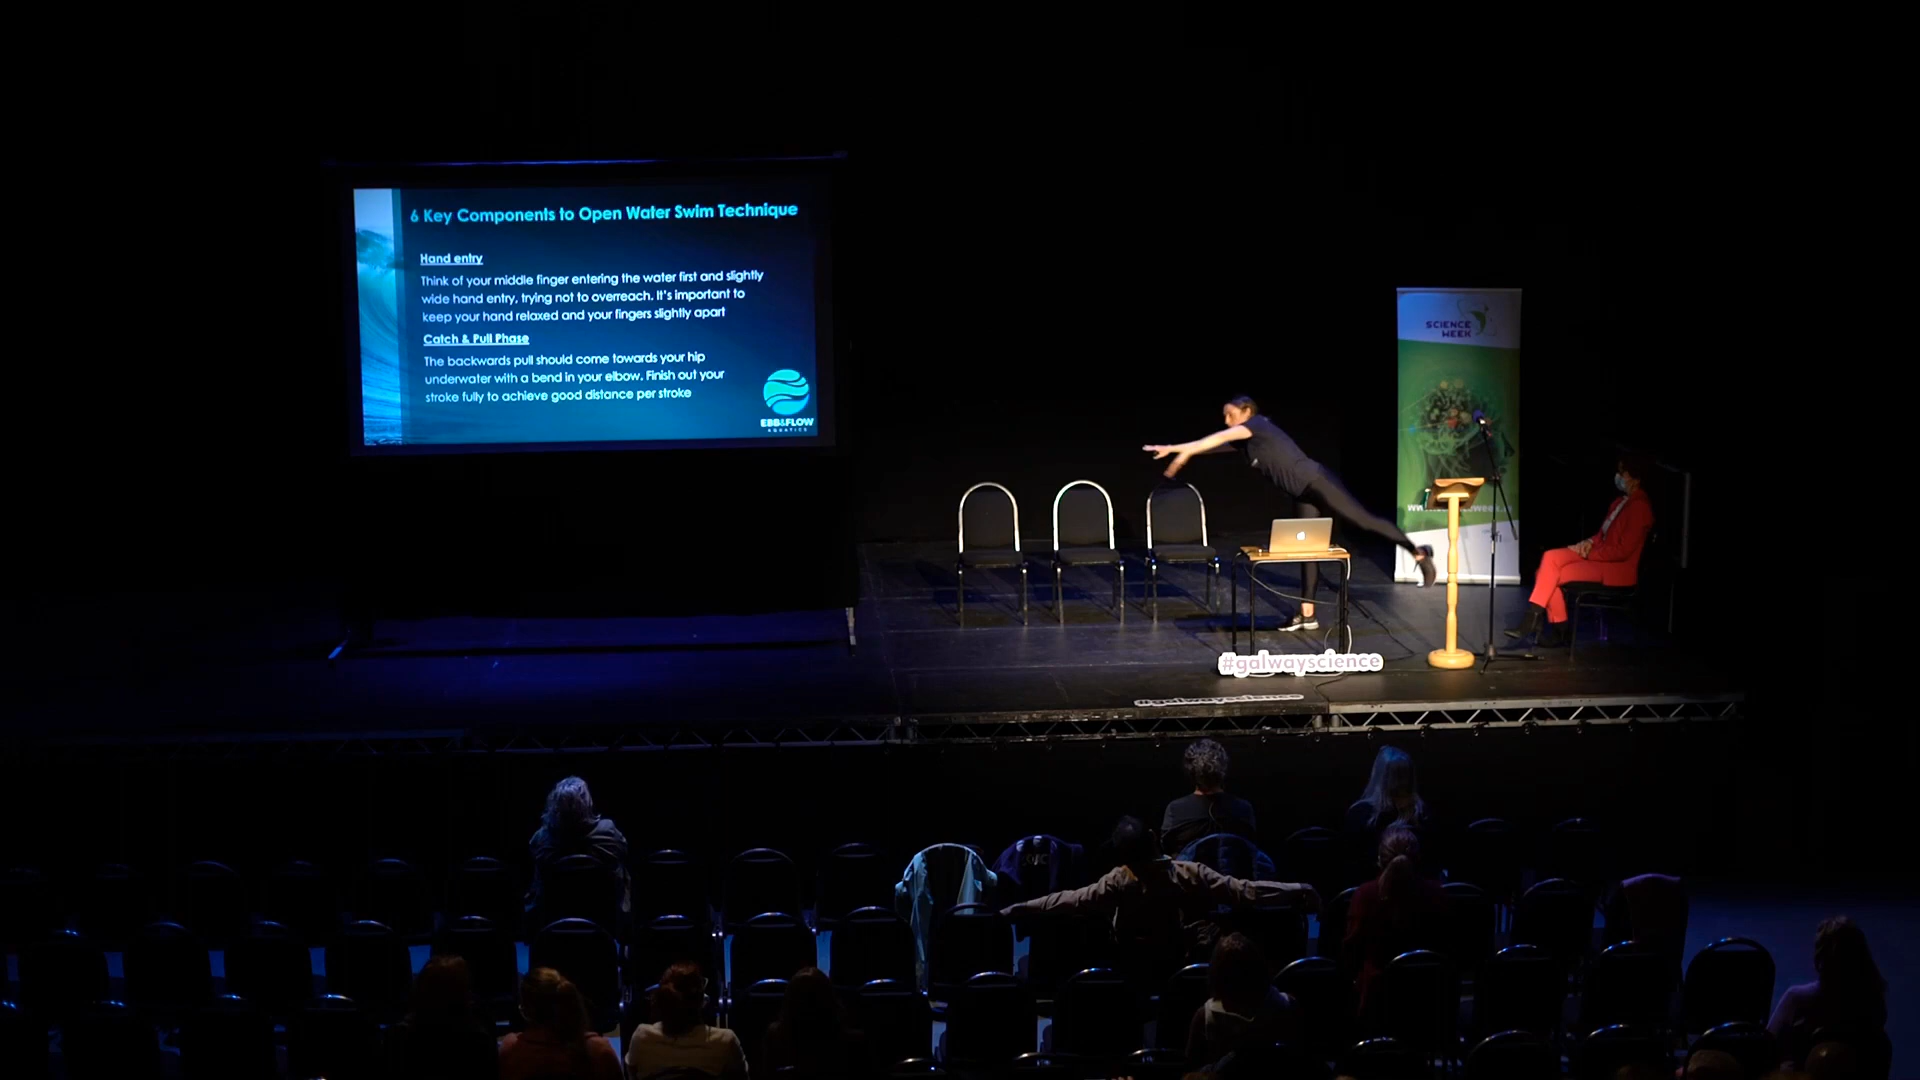 6 Key Components to Open Water Swim Technique
Hand entry
Think of your middle finger entering the water first and slightly
wide hand entry, trying not to overreach. It's important to
keep your hand relaxed and your fingers slightly apart
Catch & Pull Phase
The backwards pull should come towards your hip
underwater with a bend in your elbow. Finish out your
stroke fully to achieve good distance per stroke
EBB&FLOW
AQUATICS
SCIENCE
WEEK
#galwayscience
#galwayscience